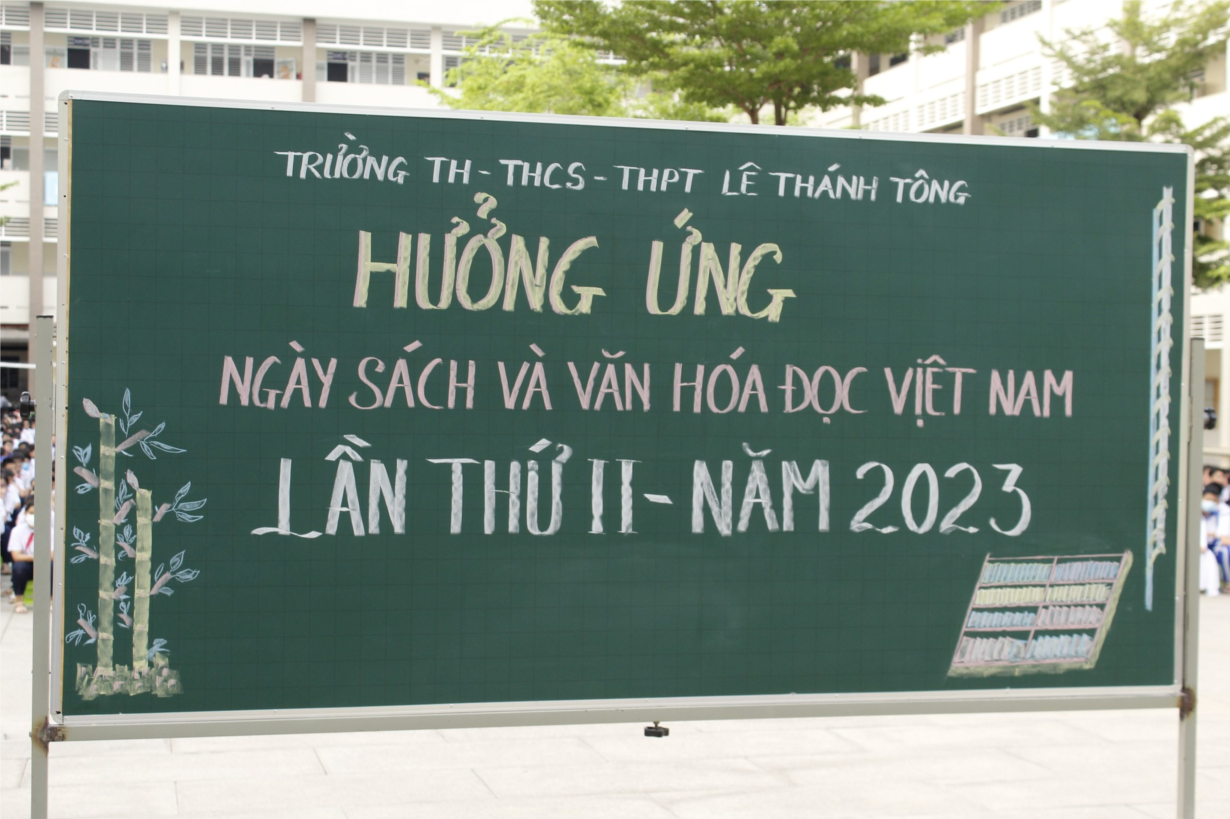 TRƯỜNG TH - THCS - THPT LÊ THÁNH TÔNG
HƯỞNG ỨNG
NGÀY SÁCH VÀ VĂN HÓA ĐỌC VIỆT NAM
LẦN THỨ II - NĂM 2023